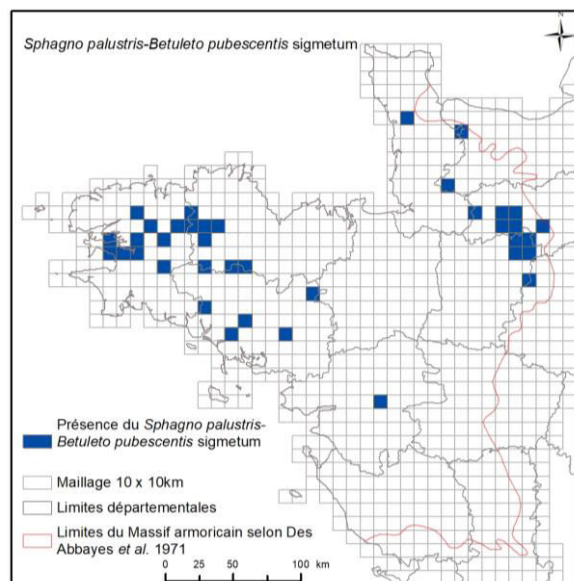 Sphagno palustris-Betuleto pubescentis sigmetum
N
Présence du Sphagno palustris-
Betuleto pubescentis sigmetum
Maillage 10 x 10km
Limites départementales
Limites du Massif armoricain selon Des
Abbayes et al. 1971
0 25 50 100
km